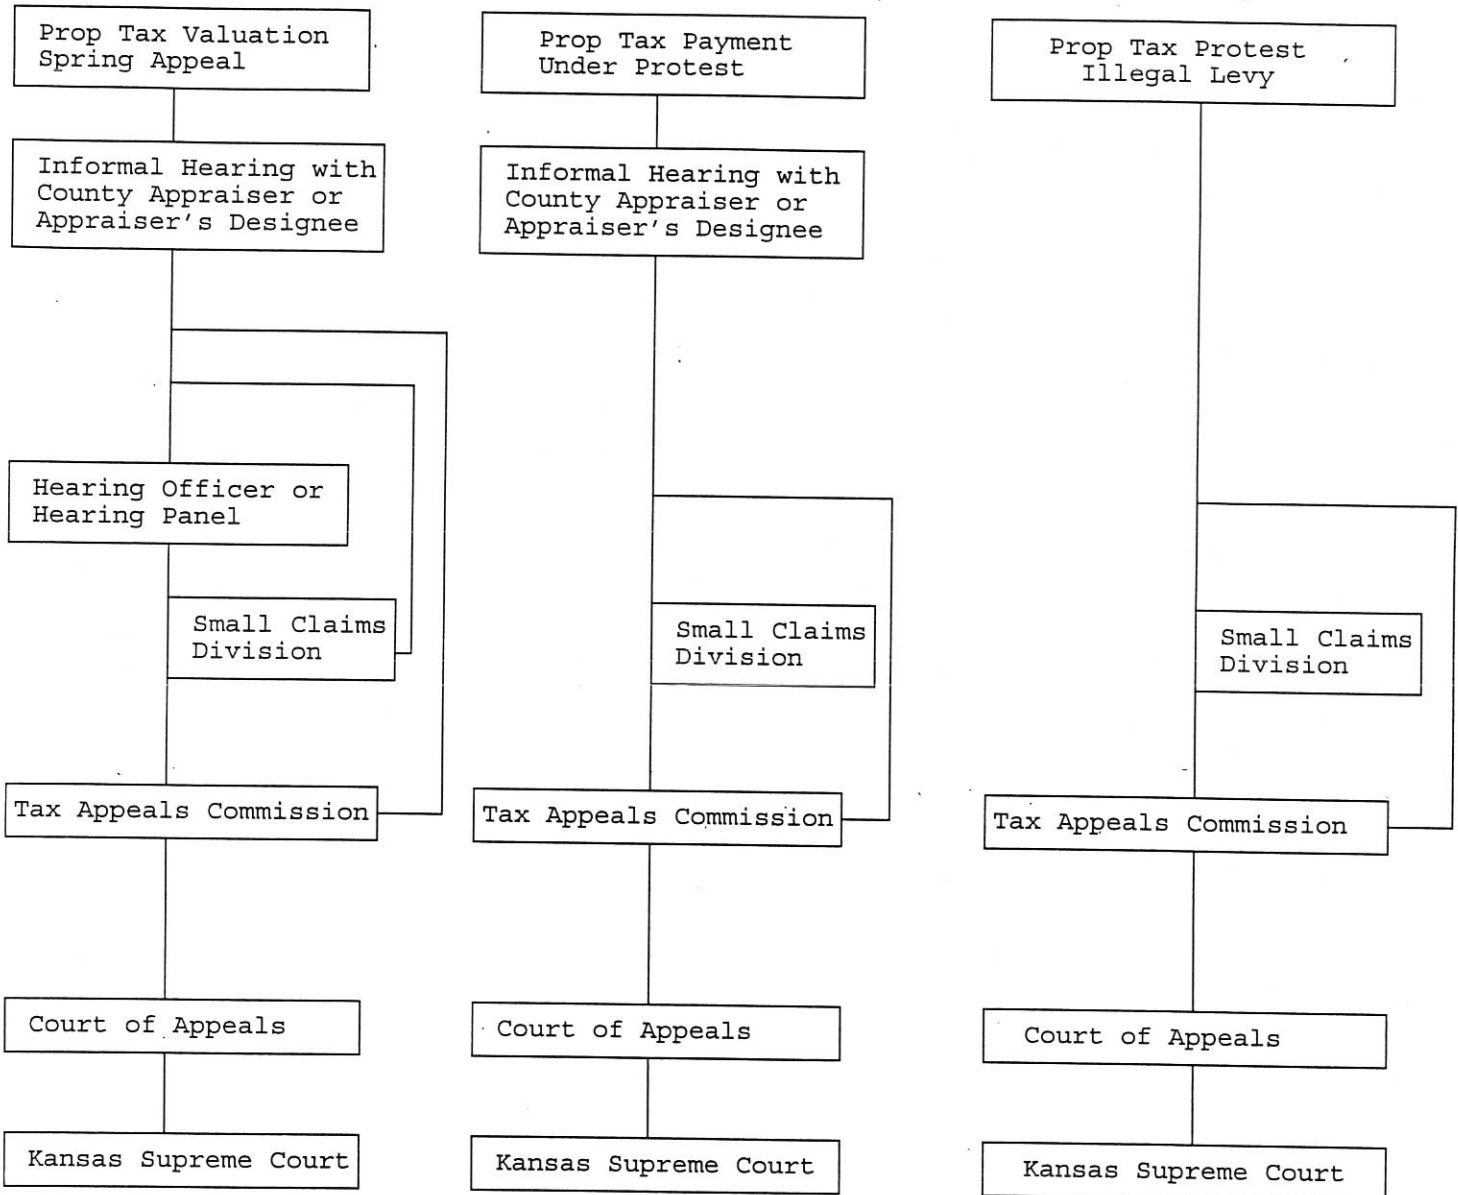 Prop Tax Valuation
Spring Appeal
Informal Hearing with
County Appraiser or
Appraiser's Designee
Hearing Officer or
Hearing Panel
Small Claims
Division
Tax Appeals Commission
Court of Appeals
Kansas Supreme Court
Prop Tax Payment
Under Protest
Informal Hearing with
County Appraiser or
Appraiser's Designee
Small Claims
Division
Tax Appeals Commission
Court of Appeals
Kansas Supreme Court
Prop Tax Protest
Illegal Levy
Small Claims
Division
Tax Appeals Commission
Court of Appeals
Kansas Supreme Court